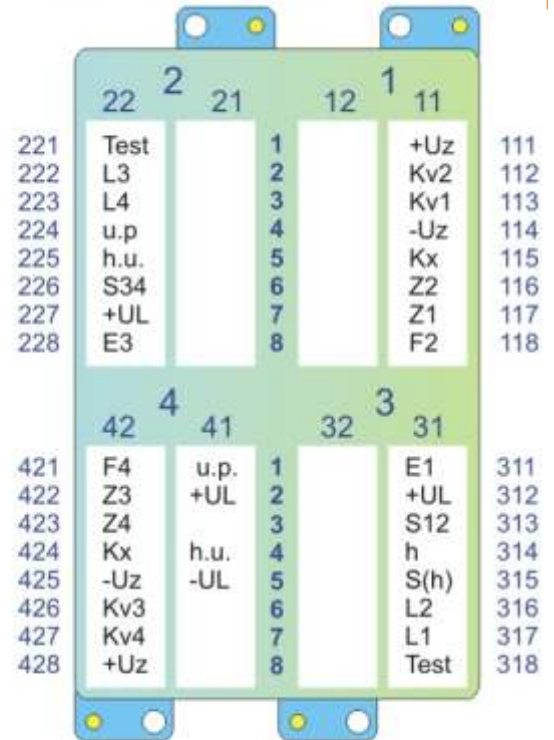 2 1
22 21 12 11
221 Test 1 +Uz 111
222 L3 2 Kv2 112
223 L4 3 Kv1 113
224 u.p 4 -Uz 114
225 h.u. 5 Kx 115
226 S34 6 Z2 116
227 +UL 7 Z1 117
228 E3 8 F2 118
4 3
42 41 32 31
421 F4 u.p. 1 E1 311
422 Z3 +UL 2 +UL 312
423 Z4 3 S12 313
424 Kx h.u. 4 h 314
425 -Uz -UL 5 S(h) 315
426 Kv3 6 L2 316
427 Kv4 7 L1 317
428 +Uz 8 Test 318